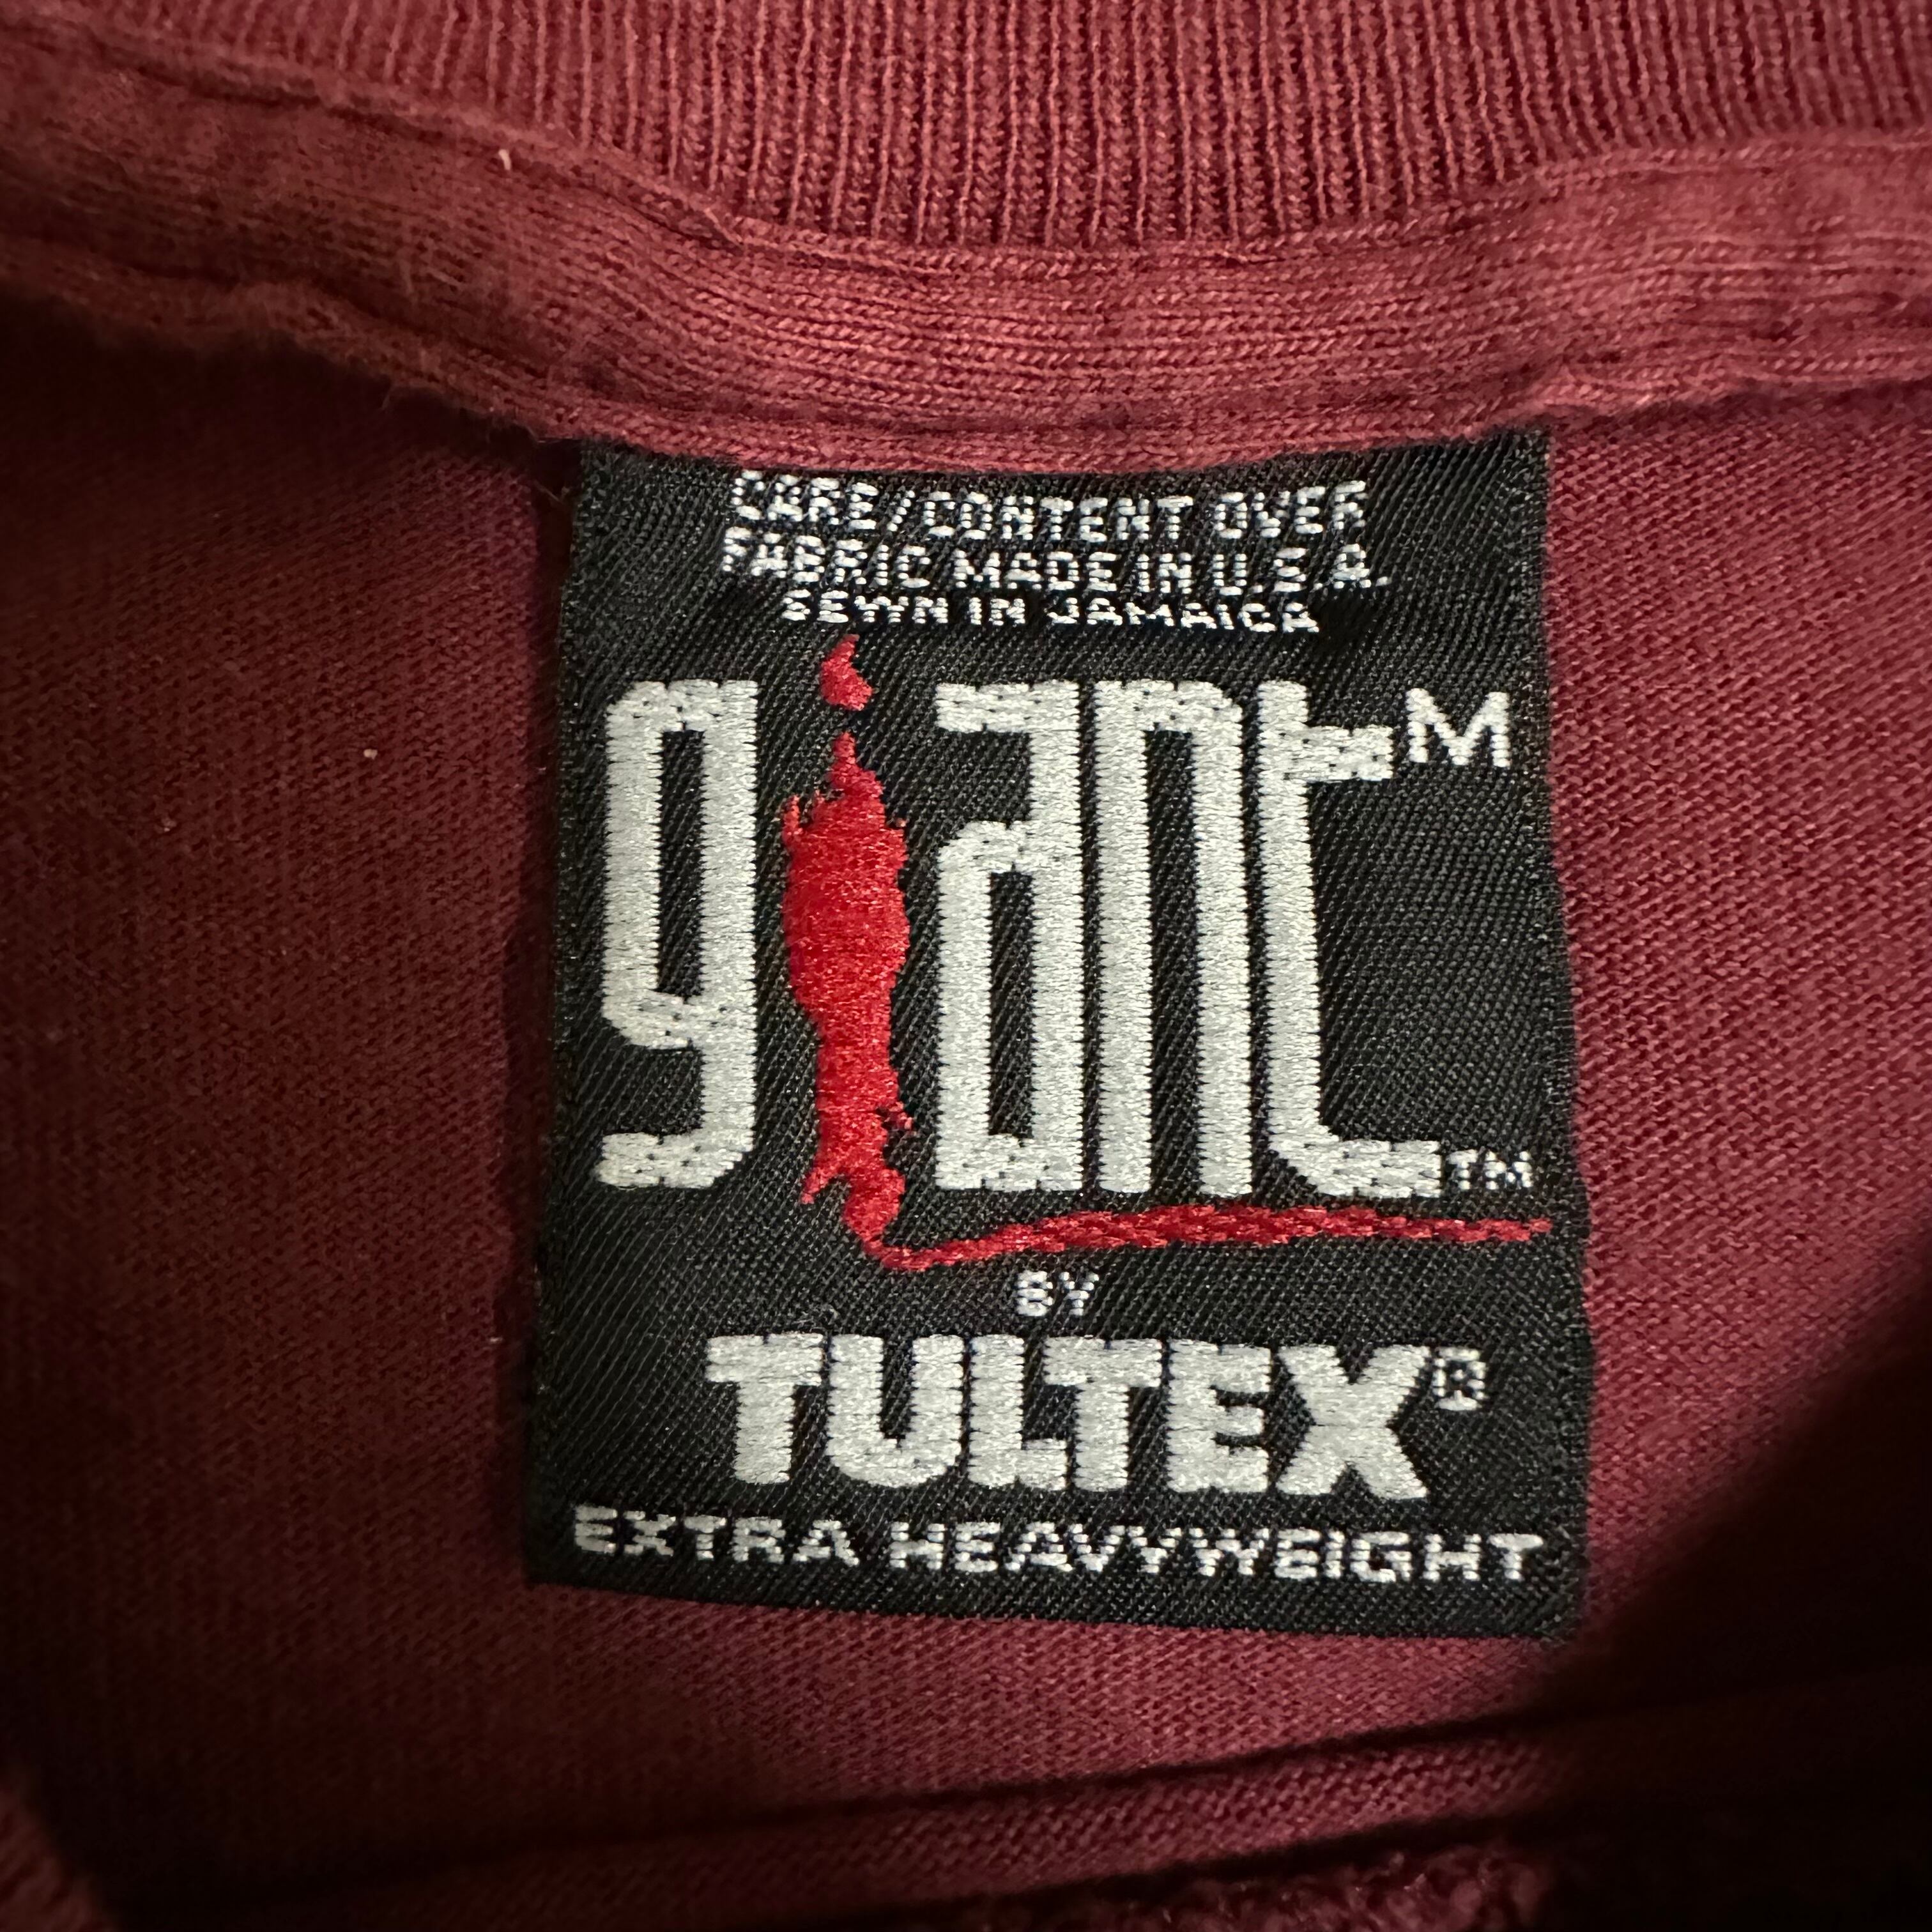 CARE/CONTENT OVER
FABRIC MADE IN U.S.A.
SEWN IN JAMAICA
giant M
TM
BY
TULTEX®
EXTRA HEAVYWEIGHT